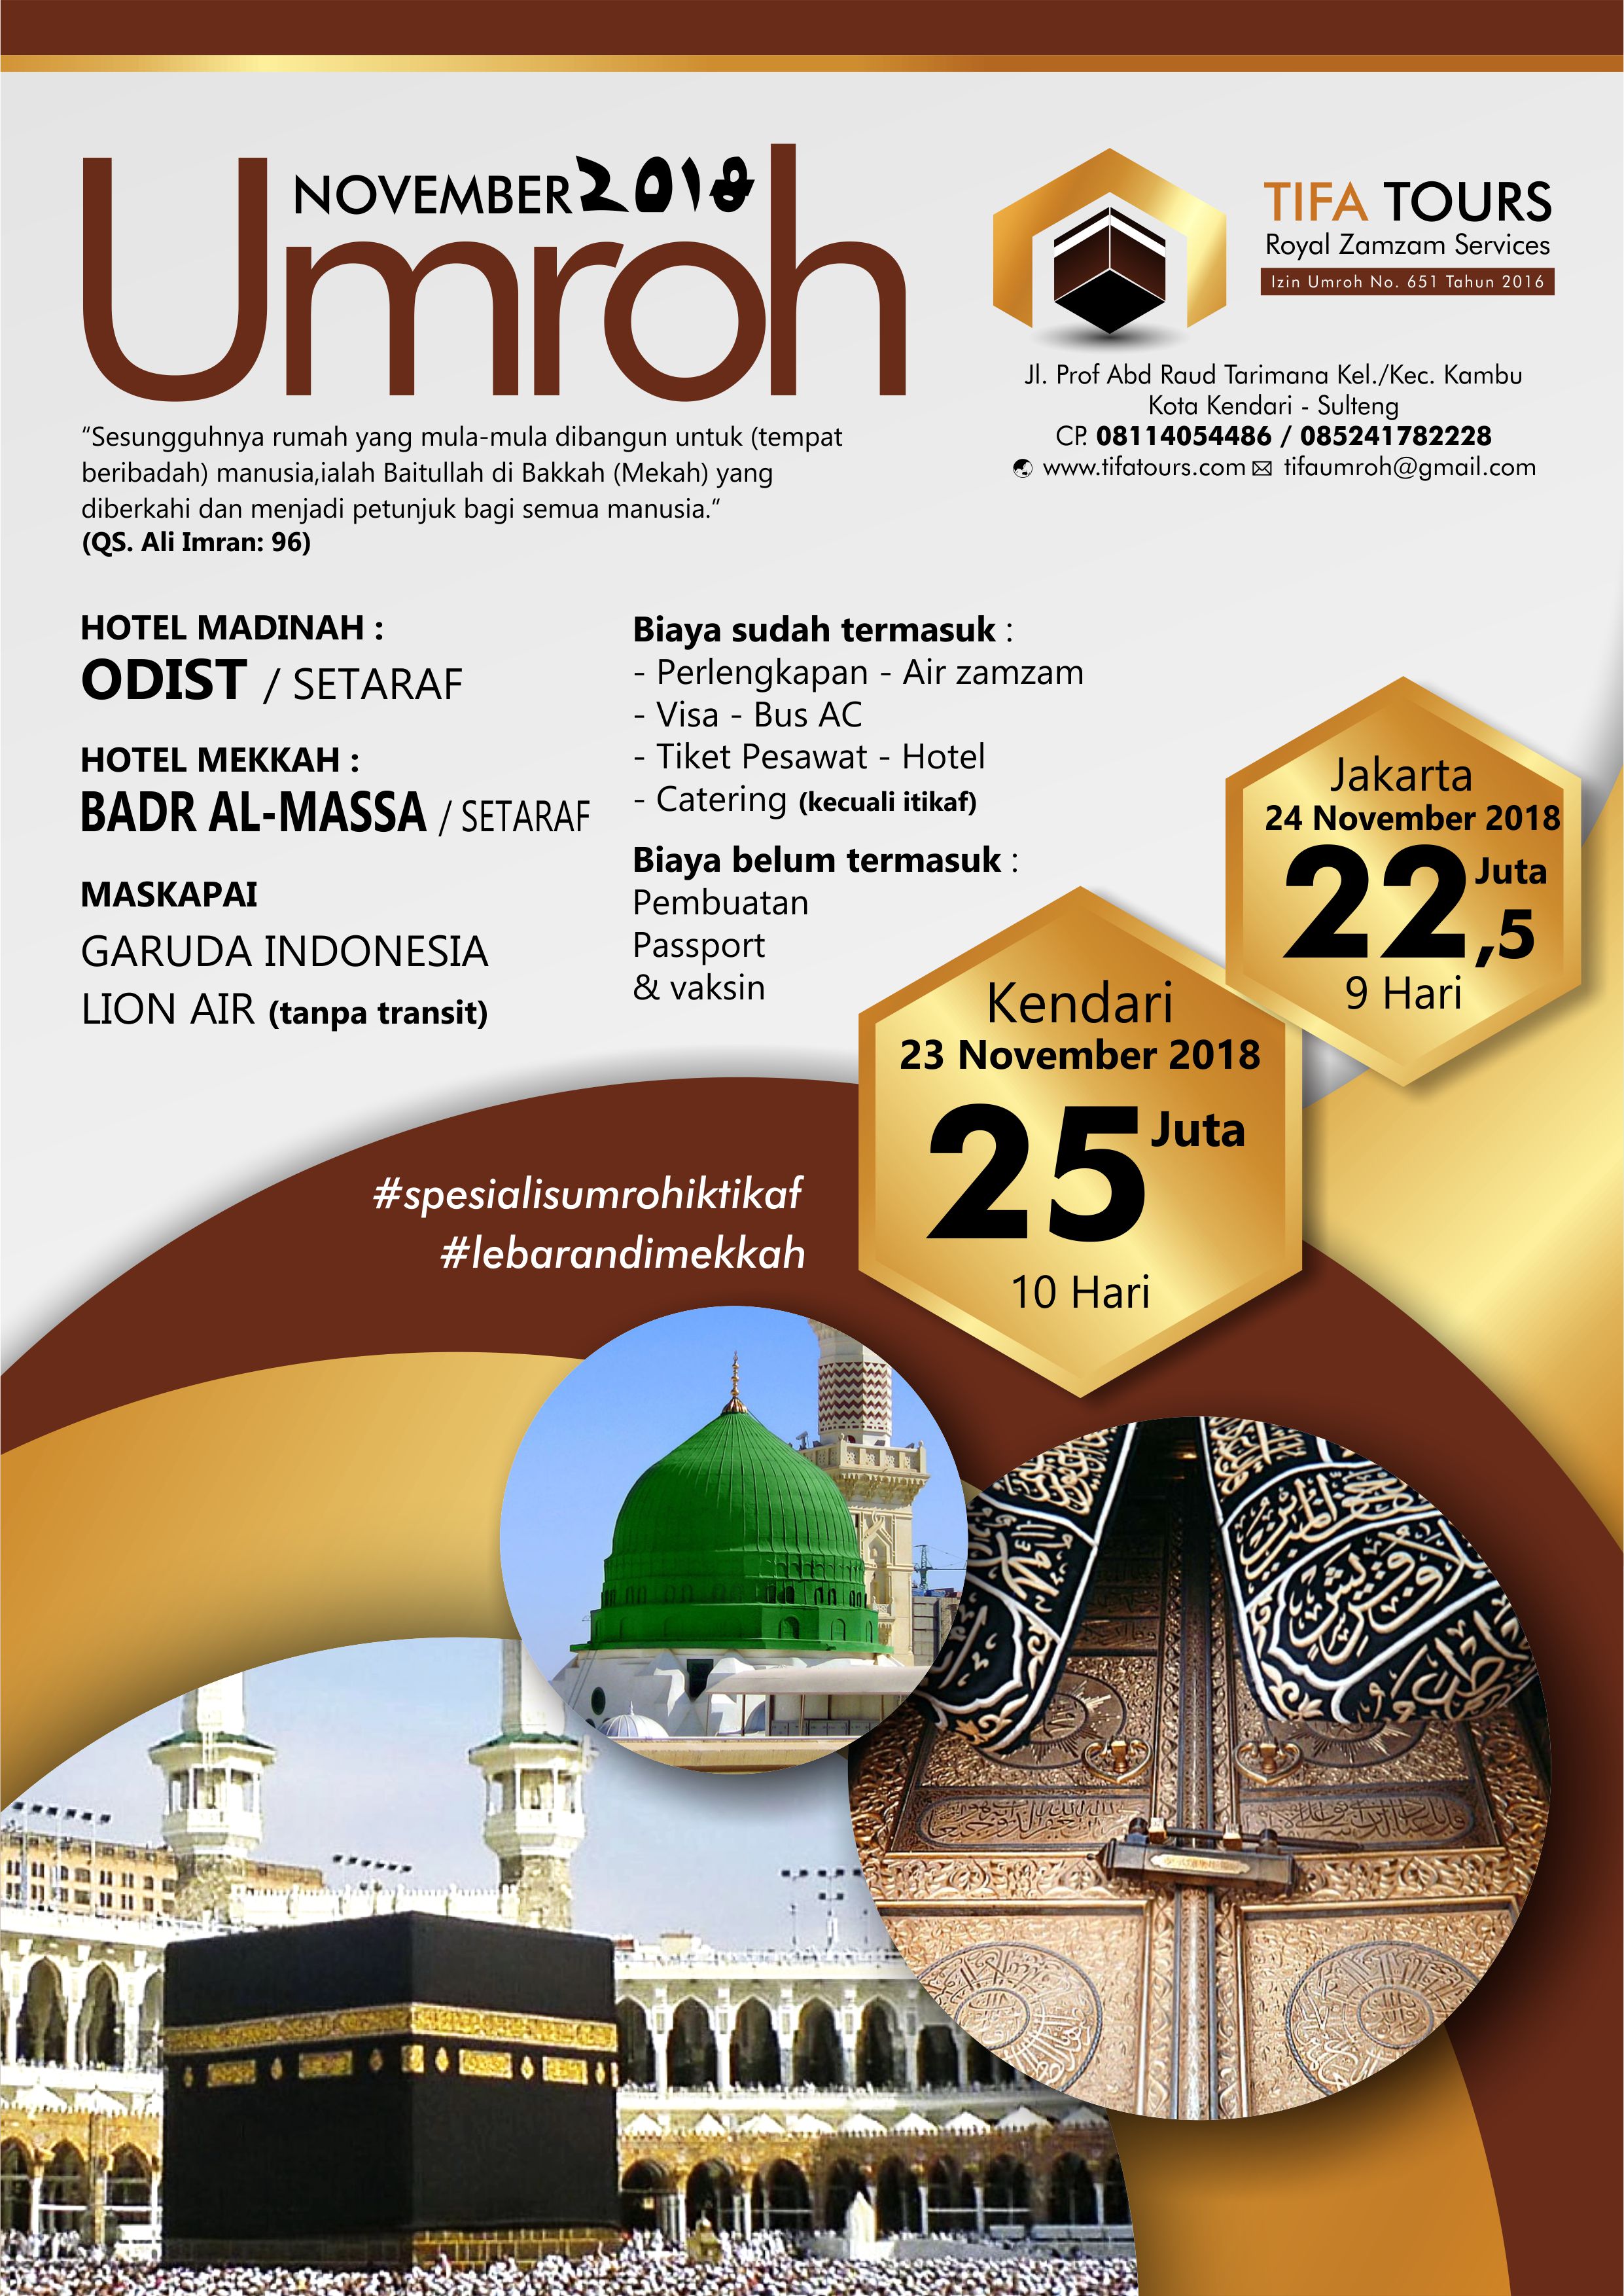 NOVEMBER 2018
Umroh
TIFA TOURS
Royal Zamzam Services
Izin Umroh No. 651 Tahun 2016
Jl. Prof Abd Raud Tarimana Kel./Kec. Kambu
Kota Kendari - Sulteng
CP. 08114054486 / 085241782228
www.tifatours.com tifaumroh@gmail.com
“Sesungguhnya rumah yang mula-mula dibangun untuk (tempat
beribadah) manusia,ialah Baitullah di Bakkah (Mekah) yang
diberkahi dan menjadi petunjuk bagi semua manusia.”
(QS. Ali Imran: 96)
HOTEL MADINAH :
ODIST / SETARAF
HOTEL MEKKAH :
BADR AL-MASSA / SETARAF
MASKAPAI
GARUDA INDONESIA
LION AIR (tanpa transit)
Biaya sudah termasuk :
- Perlengkapan - Air zamzam
- Visa - Bus AC
- Tiket Pesawat - Hotel
- Catering (kecuali itikaf)
Biaya belum termasuk :
Pembuatan
Passport
& vaksin
Jakarta
24 November 2018
22,5 Juta
9 Hari
Kendari
23 November 2018
25 Juta
10 Hari
#spesialisumrohiktikaf
#lebarandimekkah